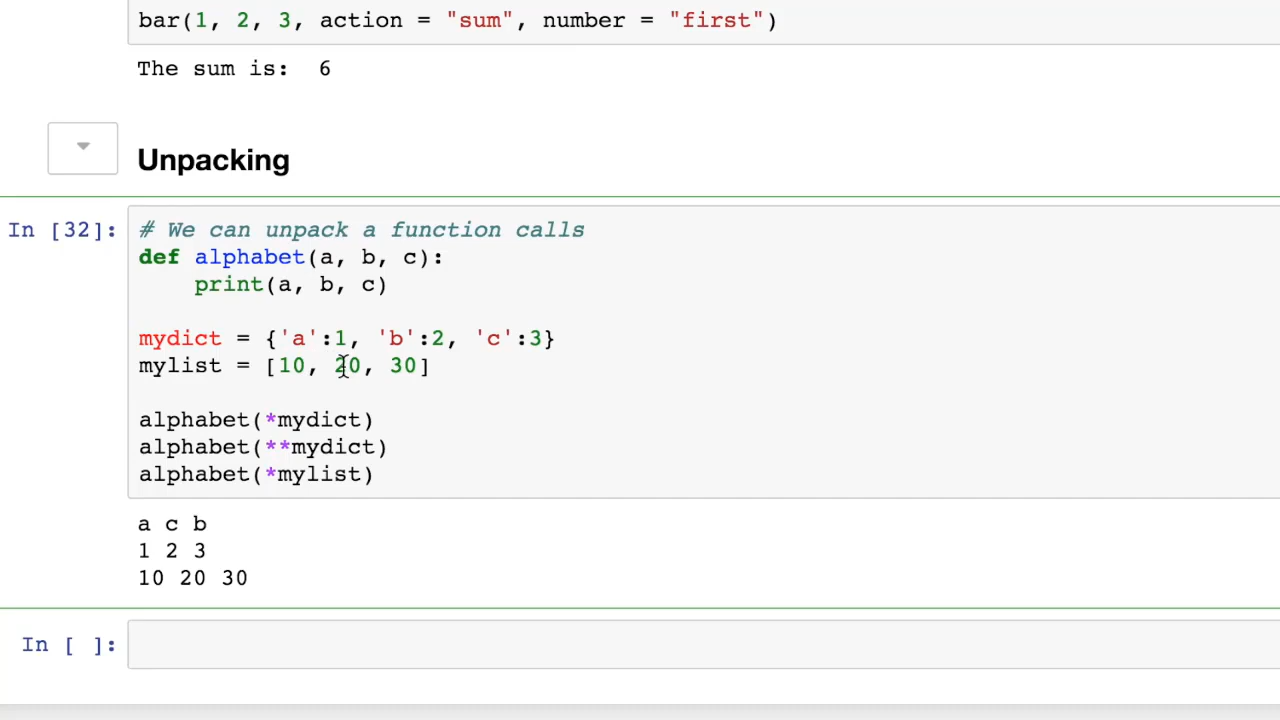 bar(1, 2, 3, action = "sum", number = "first")
The sum is:  6
Unpacking
In [32]:
# We can unpack a function calls
def alphabet(a, b, c):
    print(a, b, c)
mydict = {'a':1, 'b':2, 'c':3}
mylist = [10, 20, 30]
alphabet(*mydict)
alphabet(**mydict)
alphabet(*mylist)
a c b
1 2 3
10 20 30
In [ ]: